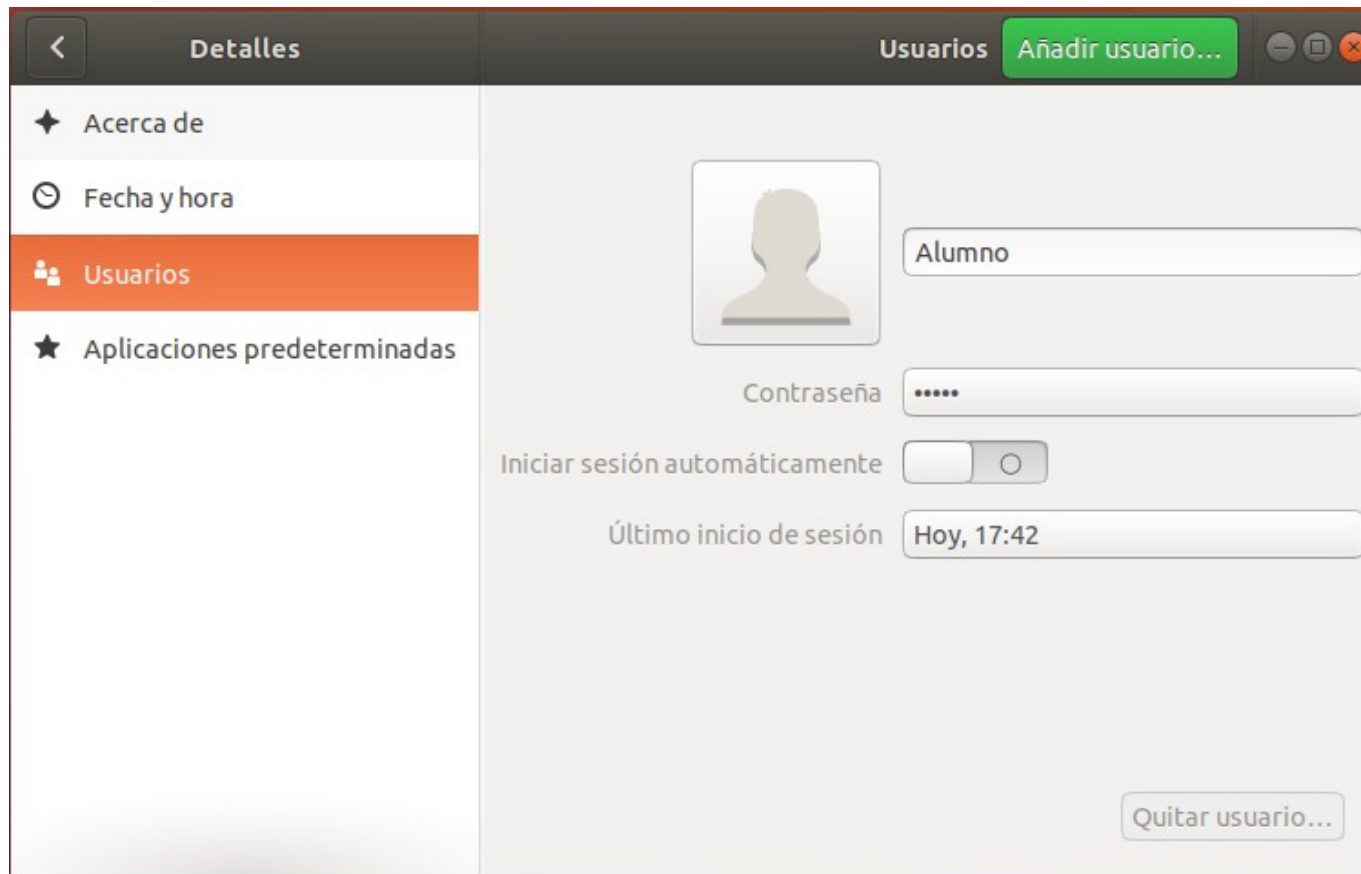 Detalles
Usuarios
Añadir usuario...
Acerca de
Fecha y hora
Usuarios
Aplicaciones predeterminadas
Alumno
Contraseña
•••••
Iniciar sesión automáticamente
Último inicio de sesión
Hoy, 17:42
Quitar usuario...